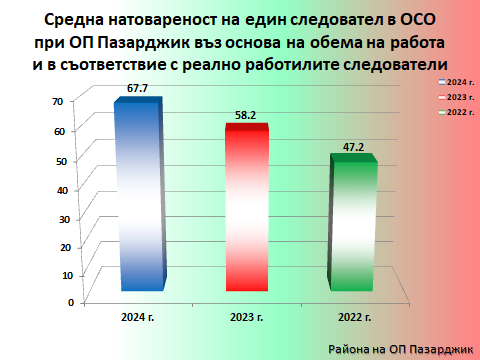 Средна натовареност на един следовател в ОСО
при ОП Пазарджик въз основа на обема на работа
и в съответствие с реално работилите следователи
2024 г.
2023 г.
2022 г.
67.7
58.2
47.2
70
60
50
40
30
20
10
0
2024 г.
2023 г.
2022 г.
Района на ОП Пазарджик